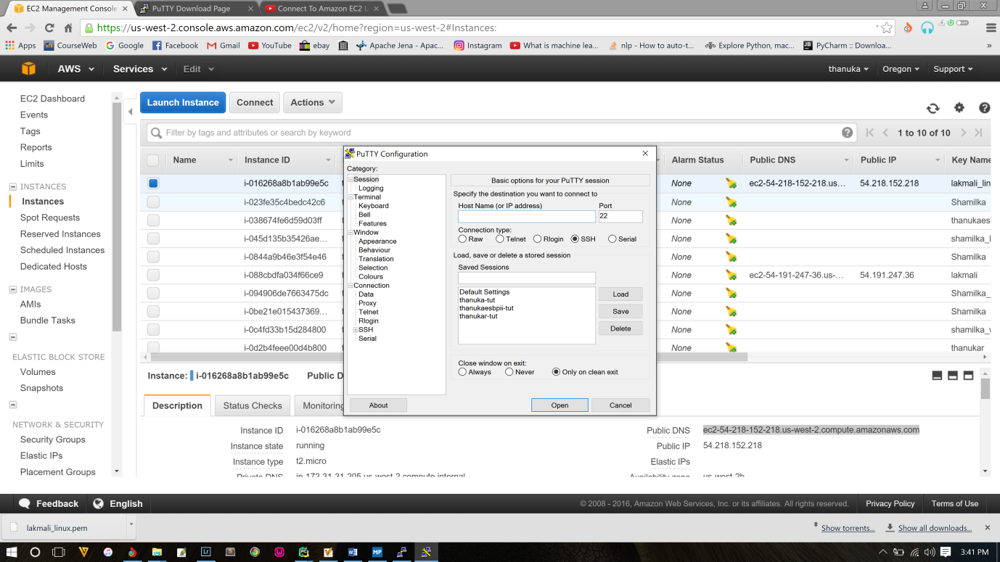 EC2 Management Console
PuTTY Download Page
Connect To Amazon EC2 L
https://us-west-2.console.aws.amazon.com/ec2/v2/home?region=us-west-2#Instances:
Apps CourseWeb Google Facebook Gmail YouTube ebay Apache Jena - Apac... Instagram What is machine lea... nlp - How to auto-t... Explore Python, mac... PyCharm :: Downloa... »
AWS Services Edit thanuka Oregon Support
EC2 Dashboard
Events
Tags
Reports
Limits
INSTANCES
Instances
Spot Requests
Reserved Instances
Scheduled Instances
Dedicated Hosts
IMAGES
AMIs
Bundle Tasks
ELASTIC BLOCK STORE
Volumes
Snapshots
NETWORK & SECURITY
Security Groups
Elastic IPs
Placement Groups
Launch Instance Connect Actions
Filter by tags and attributes or search by keyword
1 to 10 of 10
Name Instance ID Alarm Status Public DNS Public IP Key Name
i-016268a8b1ab99e5c None ec2-54-218-152-218.us... 54.218.152.218 lakmali_lin
i-023fe35c4bedc42c6 None Shamilka
i-038674fe6d59d03ff None thanukaes
i-045d135b35426ae... None shamilka_
i-0844a9b46e3f54e46 None Shamilka
i-088cbdfa034f66ce9 None ec2-54-191-247-36.us-... 54.191.247.36 lakmali
i-094906de7663475dc None Shamilka_
i-0be21e015437369... None Shamilka
i-0c4fd33b15d284800 None shamilka_
i-0d2b4feee00d4b800 None thanukar
PuTTY Configuration
Category:
Session
Logging
Terminal
Keyboard
Bell
Features
Window
Appearance
Behaviour
Translation
Selection
Colours
Connection
Data
Proxy
Telnet
Rlogin
SSH
Serial
Basic options for your PuTTY session
Specify the destination you want to connect to
Host Name (or IP address) Port
22
Connection type:
Raw Telnet Rlogin SSH Serial
Load, save or delete a stored session
Saved Sessions
Default Settings
thanuka-tut
thanukaesbpii-tut
thanukar-tut
Load
Save
Delete
Close window on exit:
Always Never Only on clean exit
About Open Cancel
Instance: i-016268a8b1ab99e5c Public D
Description Status Checks Monitoring
Instance ID i-016268a8b1ab99e5c
Instance state running
Instance type t2.micro
Private DNS ip-172-31-31-205.us-west-2.compute.internal
Public DNS ec2-54-218-152-218.us-west-2.compute.amazonaws.com
Public IP 54.218.152.218
Elastic IPs
Availability zone us-west-2b
Feedback English © 2008 - 2016, Amazon Web Services, Inc. or its affiliates. All rights reserved. Privacy Policy Terms of Use
lakmali_linux.pem Show torrents... Show all downloads...
3:41 PM